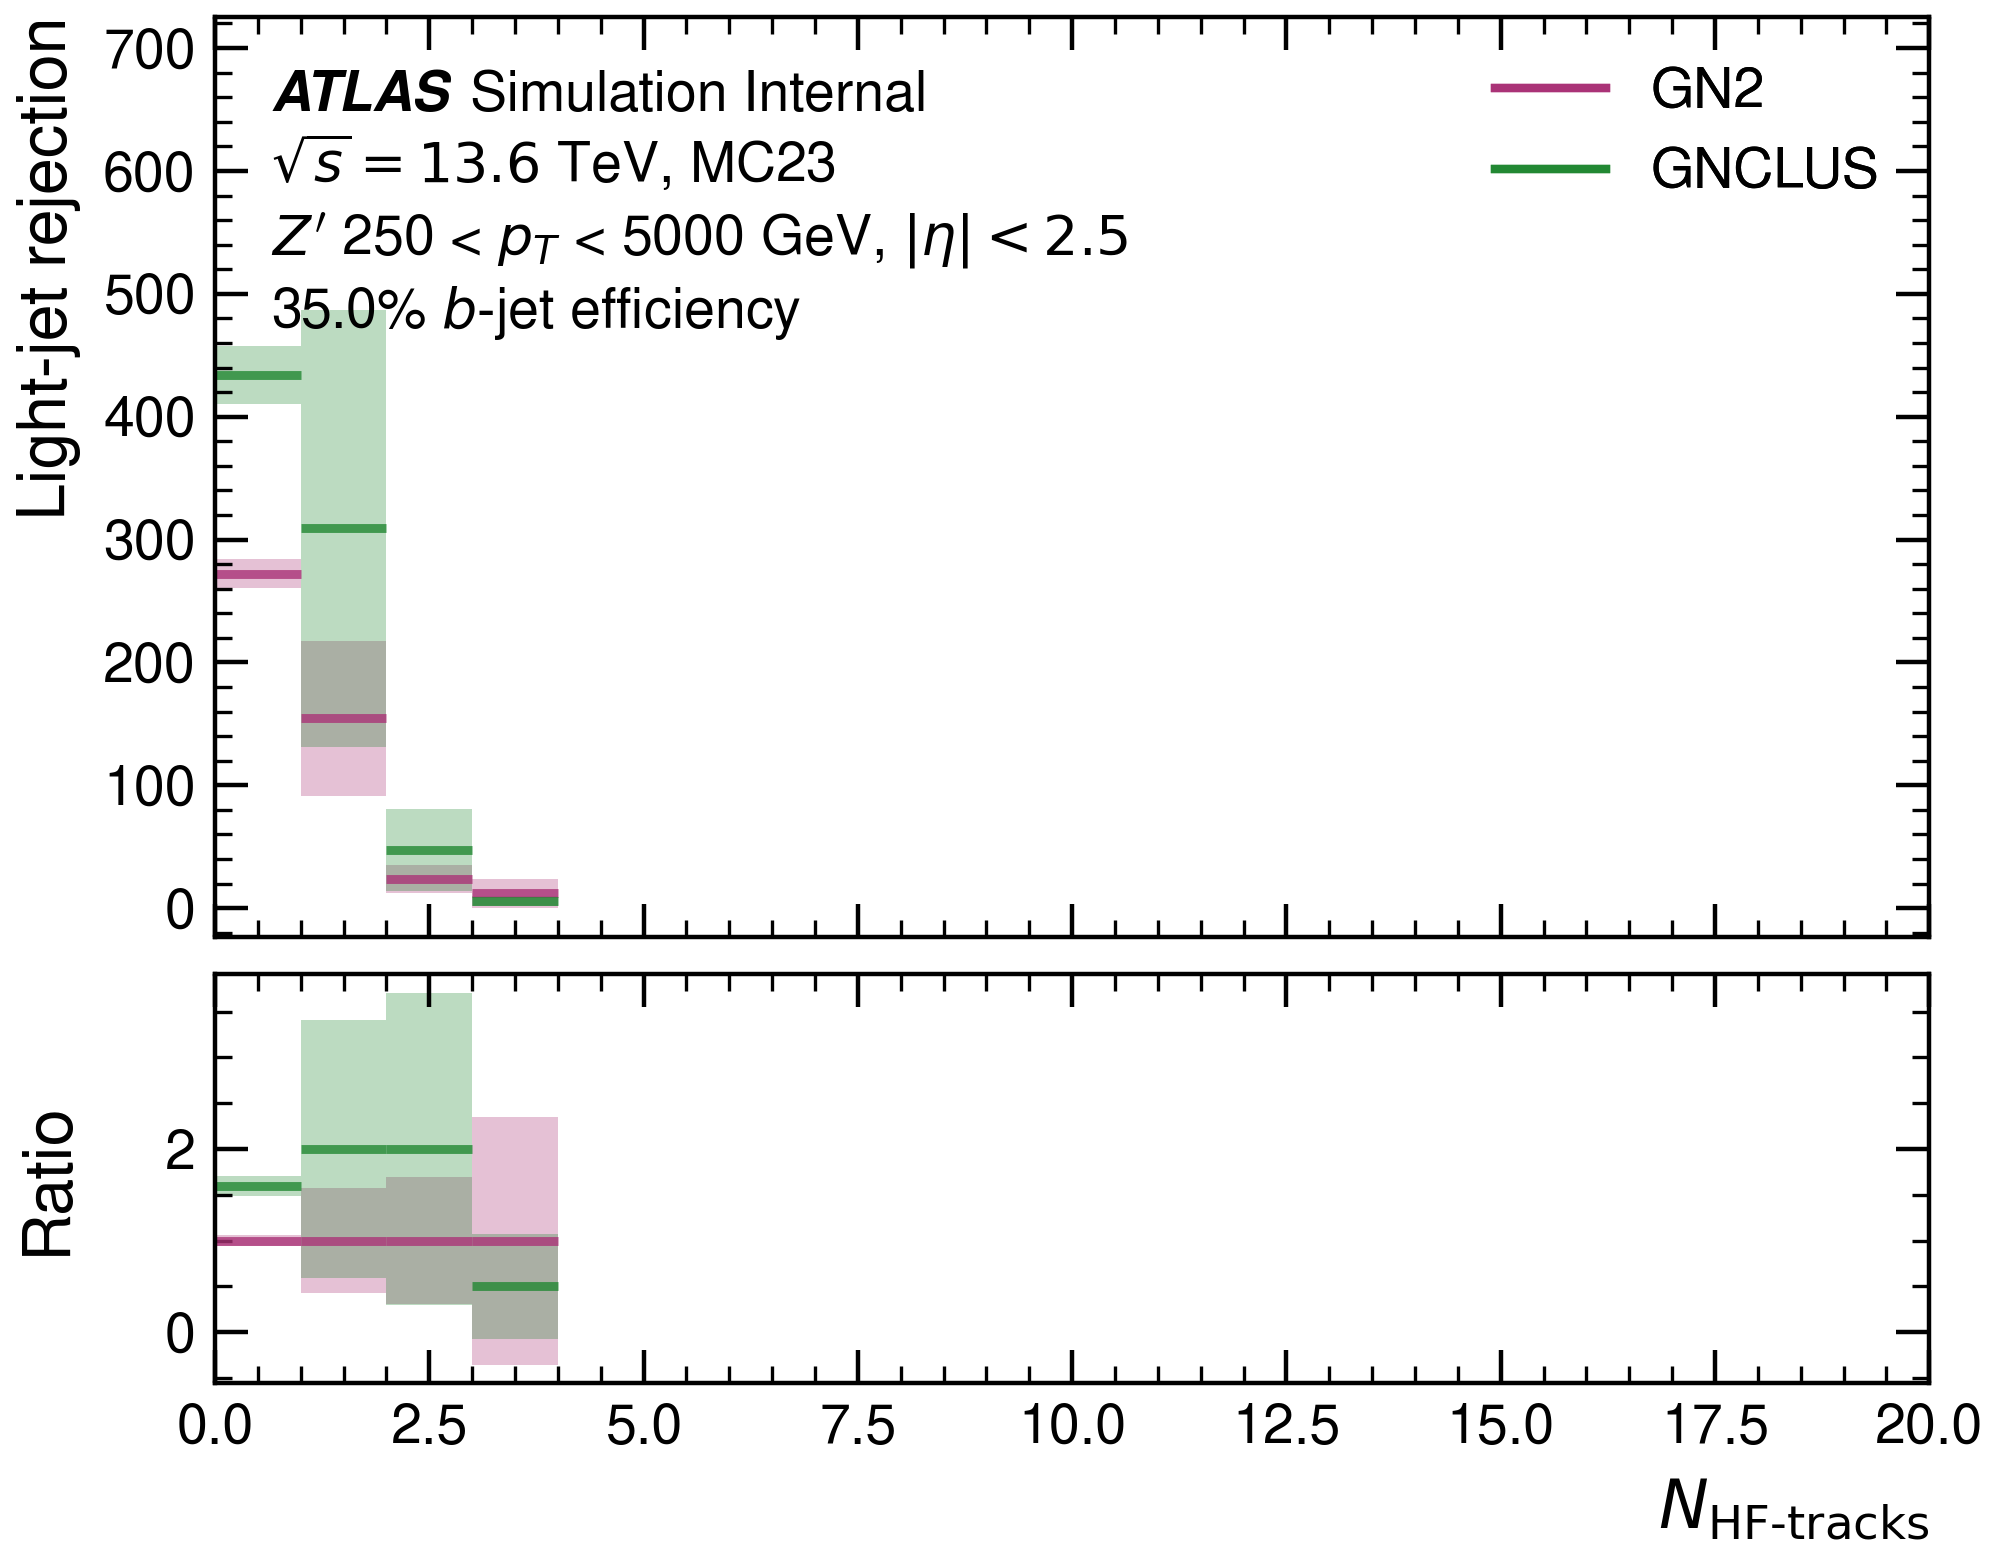 Light-jet rejection
700
600
500
400
300
200
100
0
ATLAS Simulation Internal
√s = 13.6 TeV, MC23
Z′ 250 < p_T < 5000 GeV, |η| < 2.5
35.0% b-jet efficiency
GN2
GNCLUS
Ratio
2
0
0.0 2.5 5.0 7.5 10.0 12.5 15.0 17.5 20.0
N_HF-tracks